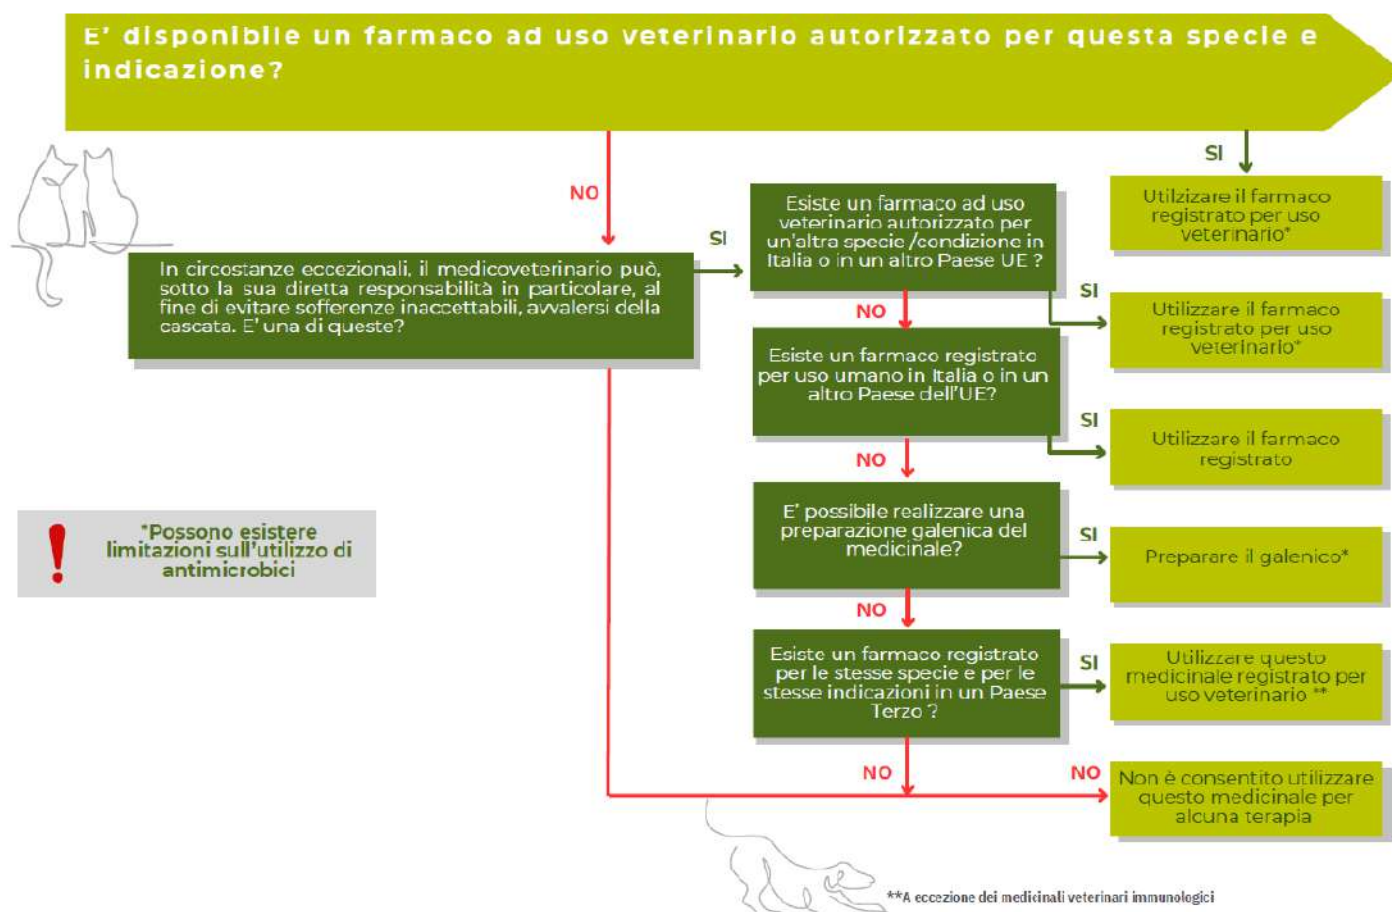 E' disponibile un farmaco ad uso veterinario autorizzato per questa specie e
indicazione?
SI
NO
Utilzizare il farmaco
registrato per uso
veterinario*
Esiste un farmaco ad uso
veterinario autorizzato per
un'altra specie /condizione in
Italia o in un altro Paese UE ?
SI
In circostanze eccezionali, il medicoveterinario può,
sotto la sua diretta responsabilità in particolare, al
fine di evitare sofferenze inaccettabili, avvalersi della
cascata. E' una di queste?
SI
Utilizzare il farmaco
registrato per uso
veterinario*
NO
Esiste un farmaco registrato
per uso umano in Italia o in un
altro Paese dell'UE?
SI
Utilizzare il farmaco
registrato
NO
E' possibile realizzare una
preparazione galenica del
medicinale?
SI
Preparare il galenico*
*Possono esistere
limitazioni sull'utilizzo di
antimicrobici
NO
Esiste un farmaco registrato
per le stesse specie e per le
stesse indicazioni in un Paese
Terzo ?
SI
Utilizzare questo
medicinale registrato per
uso veterinario **
NO
NO
Non è consentito utilizzare
questo medicinale per
alcuna terapia
**A eccezione dei medicinali veterinari immunologici